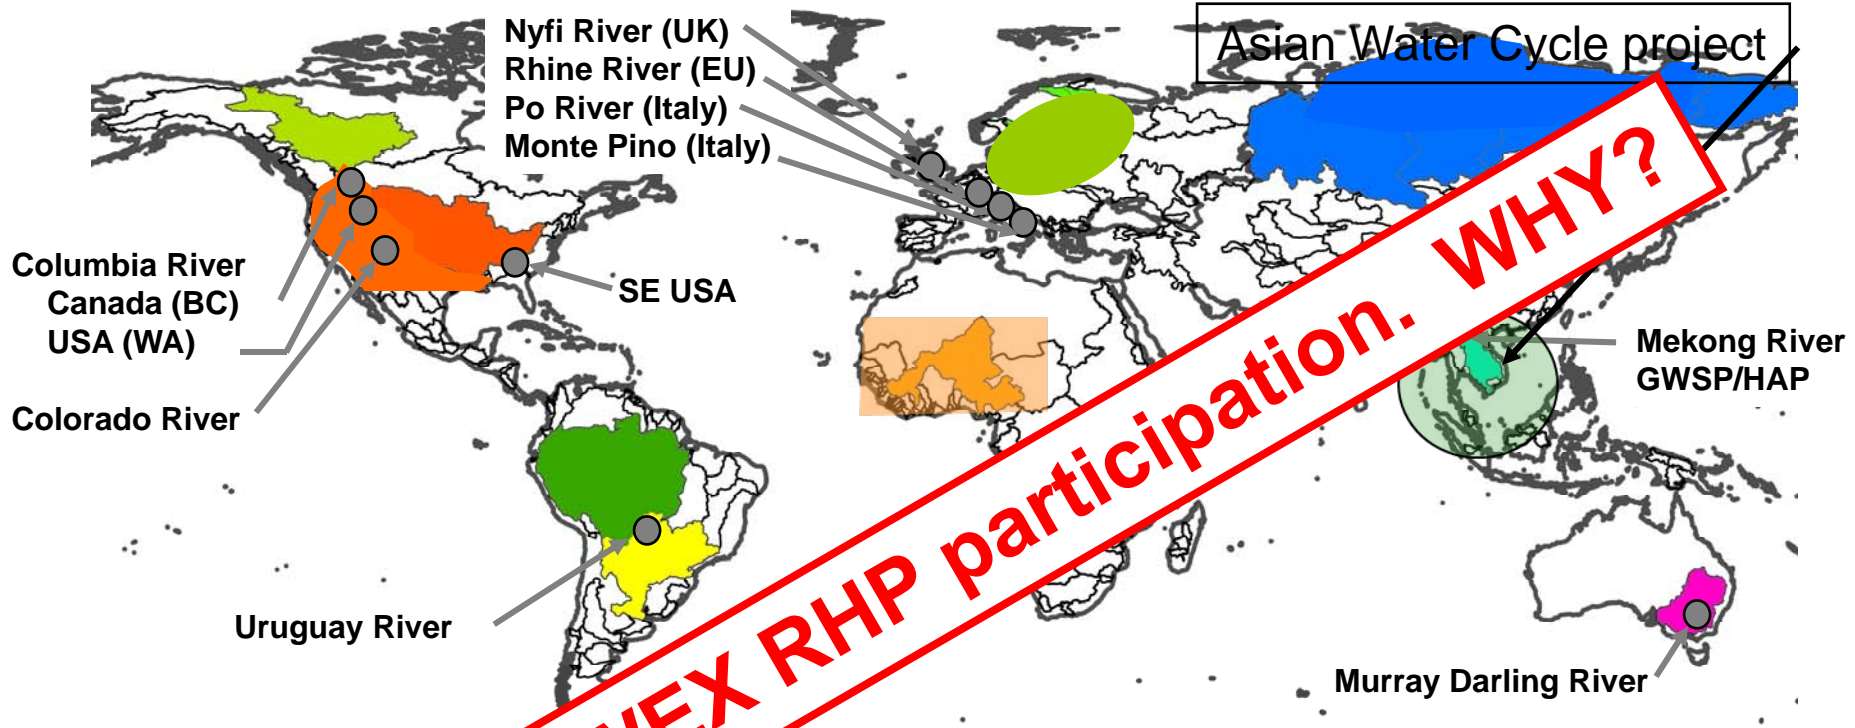 Nyfi River (UK)
Rhine River (EU)
Po River (Italy)
Monte Pino (Italy)
Asian Water Cycle project
Columbia River
Canada (BC)
USA (WA)
SE USA
Colorado River
Mekong River
GWSP/HAP
Uruguay River
Murray Darling River
RHP participation. WHY?